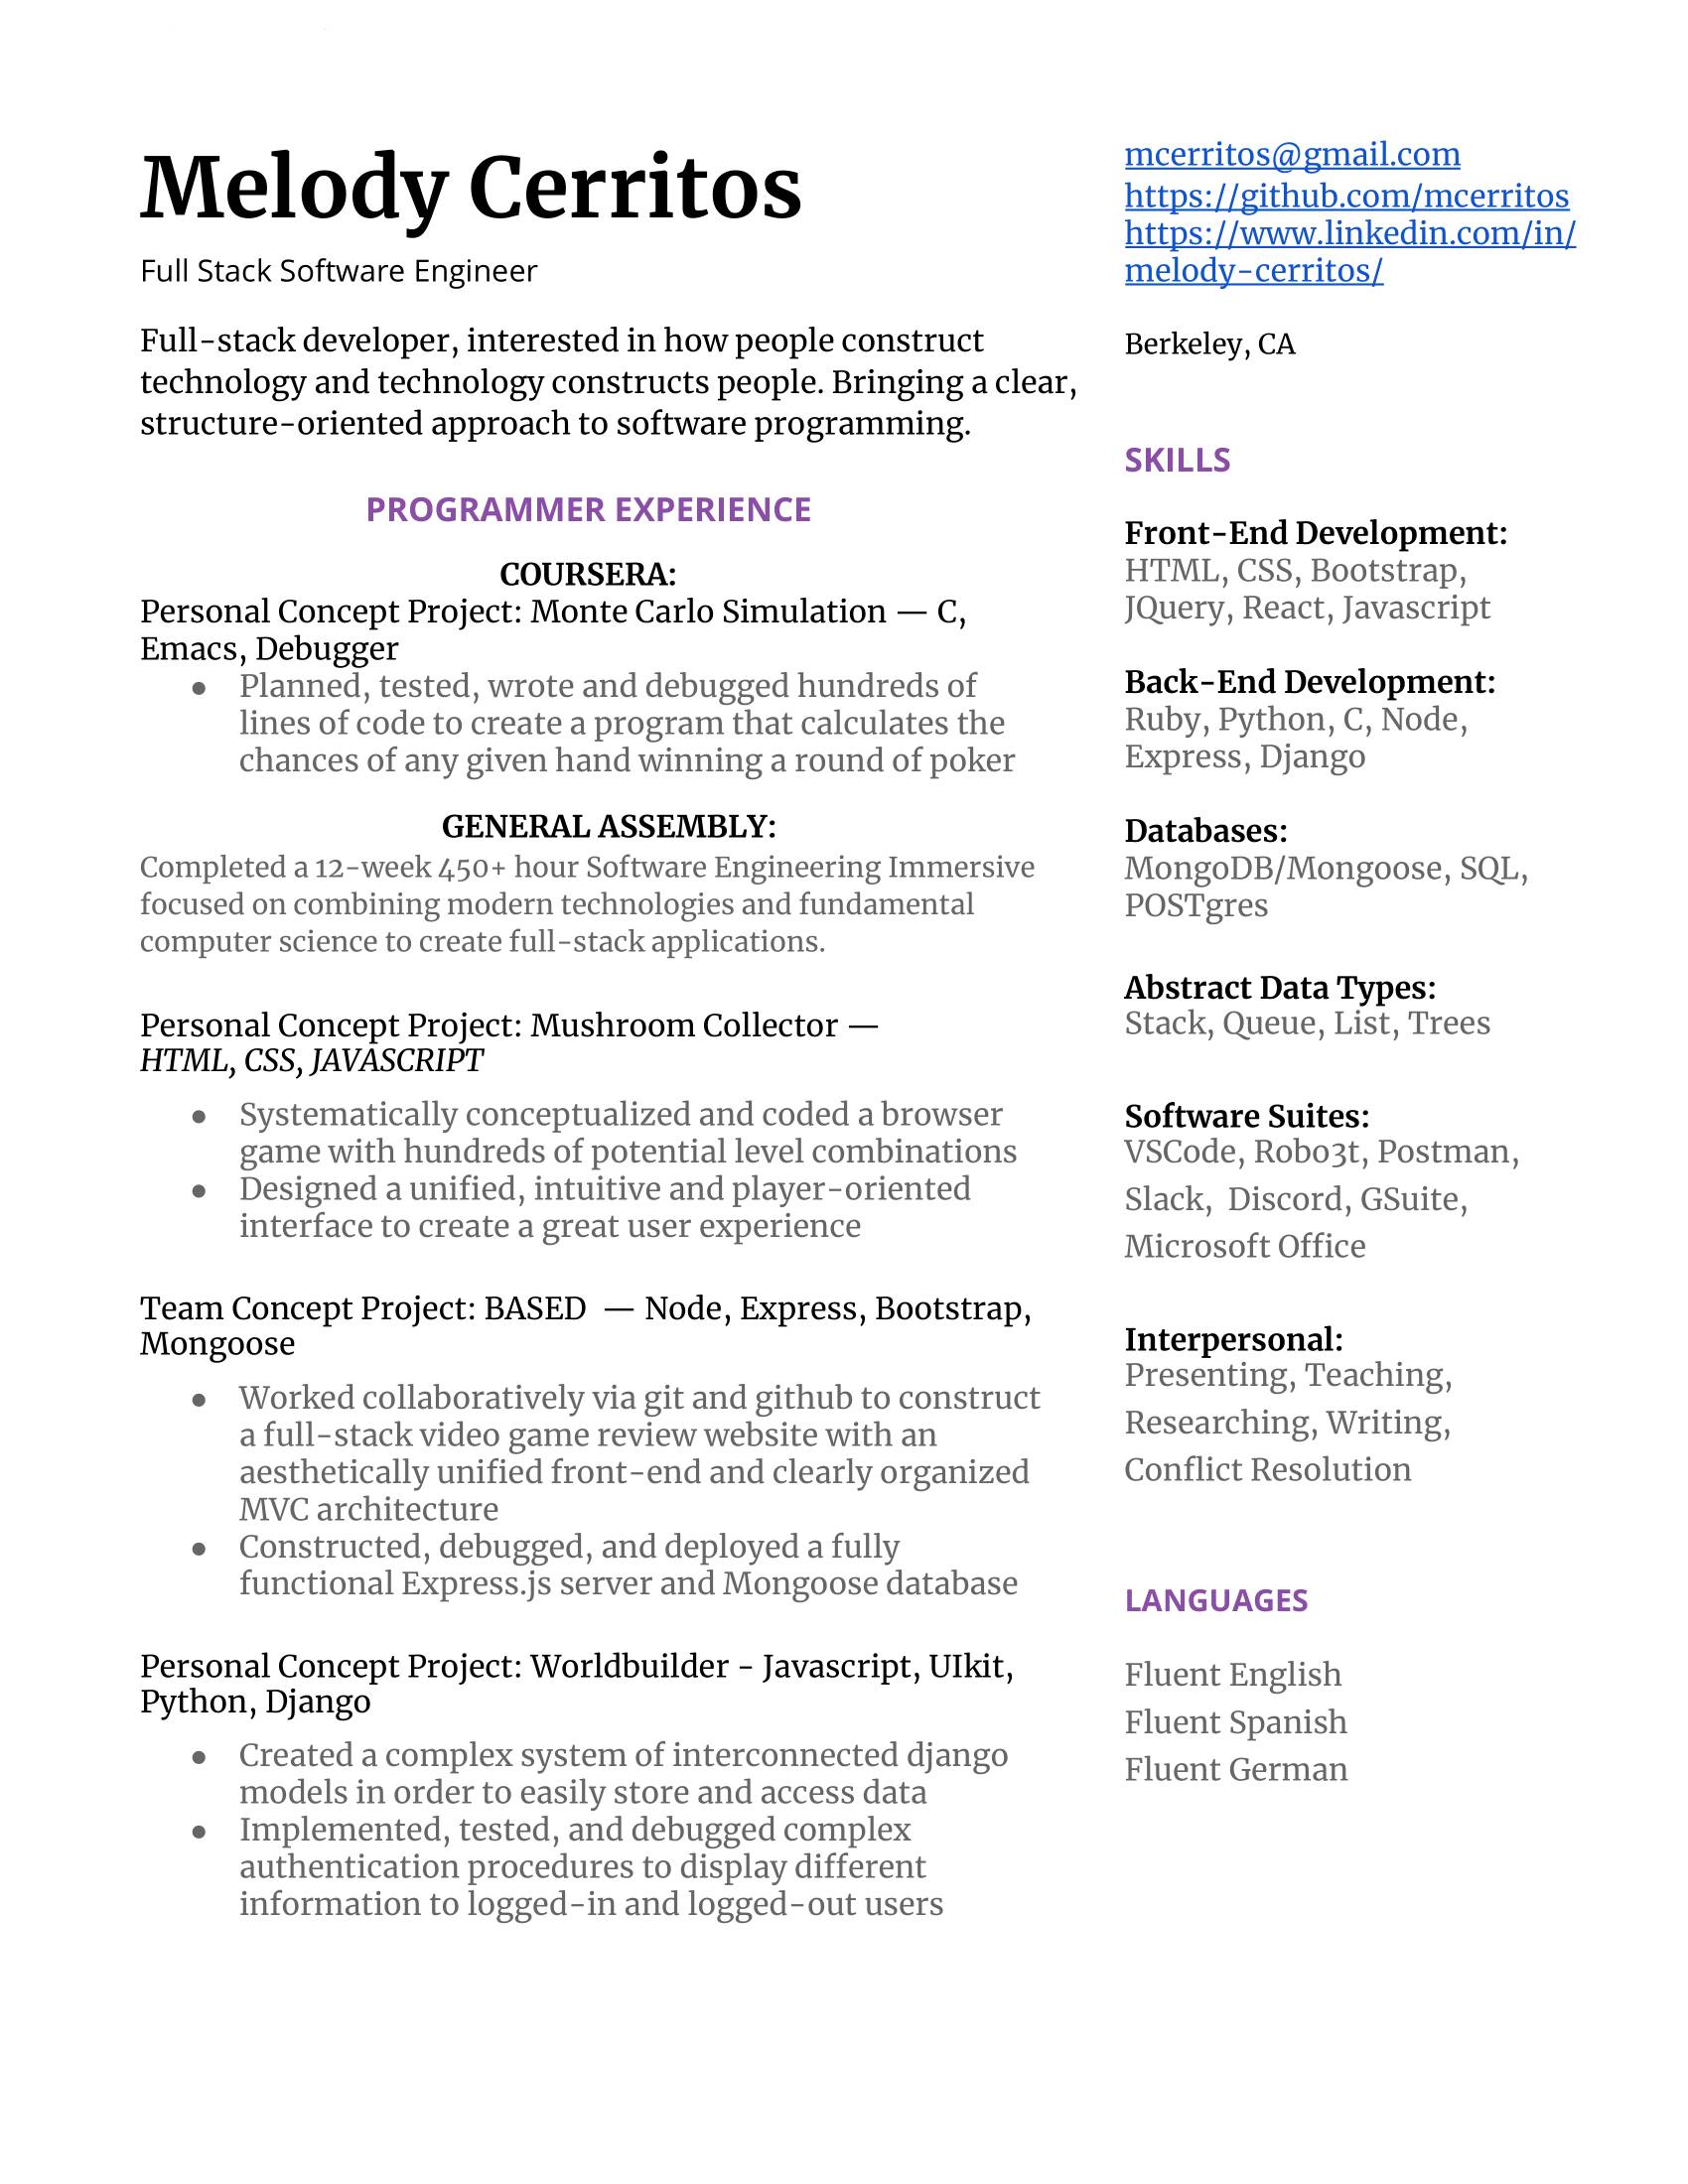 Melody Cerritos
Full Stack Software Engineer
Full-stack developer, interested in how people construct
technology and technology constructs people. Bringing a clear,
structure-oriented approach to software programming.
PROGRAMMER EXPERIENCE
COURSERA:
Personal Concept Project: Monte Carlo Simulation — C,
Emacs, Debugger
● Planned, tested, wrote and debugged hundreds of
lines of code to create a program that calculates the
chances of any given hand winning a round of poker
GENERAL ASSEMBLY:
Completed a 12-week 450+ hour Software Engineering Immersive
focused on combining modern technologies and fundamental
computer science to create full-stack applications.
Personal Concept Project: Mushroom Collector —
HTML, CSS, JAVASCRIPT
● Systematically conceptualized and coded a browser
game with hundreds of potential level combinations
● Designed a unified, intuitive and player-oriented
interface to create a great user experience
Team Concept Project: BASED — Node, Express, Bootstrap,
Mongoose
● Worked collaboratively via git and github to construct
a full-stack video game review website with an
aesthetically unified front-end and clearly organized
MVC architecture
● Constructed, debugged, and deployed a fully
functional Express.js server and Mongoose database
Personal Concept Project: Worldbuilder - Javascript, UIkit,
Python, Django
● Created a complex system of interconnected django
models in order to easily store and access data
● Implemented, tested, and debugged complex
authentication procedures to display different
information to logged-in and logged-out users
mcerritos@gmail.com
https://github.com/mcerritos
https://www.linkedin.com/in/
melody-cerritos/
Berkeley, CA
SKILLS
Front-End Development:
HTML, CSS, Bootstrap,
JQuery, React, Javascript
Back-End Development:
Ruby, Python, C, Node,
Express, Django
Databases:
MongoDB/Mongoose, SQL,
POSTgres
Abstract Data Types:
Stack, Queue, List, Trees
Software Suites:
VSCode, Robo3t, Postman,
Slack, Discord, GSuite,
Microsoft Office
Interpersonal:
Presenting, Teaching,
Researching, Writing,
Conflict Resolution
LANGUAGES
Fluent English
Fluent Spanish
Fluent German